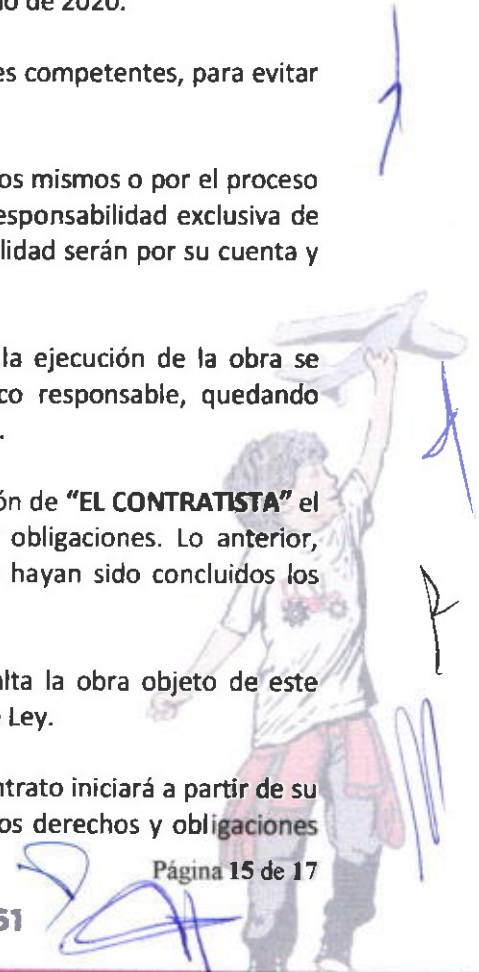 de 2020.
es competentes, para evitar
os mismos o por el proceso
esponsabilidad exclusiva de
lidad serán por su cuenta y
la ejecución de la obra se
co responsable, quedando
.
ón de "EL CONTRATISTA" el
obligaciones. Lo anterior,
hayan sido concluidos los
alta la obra objeto de este
Ley.
ntrato iniciará a partir de su
os derechos y obligaciones
Página 15 de 17
51